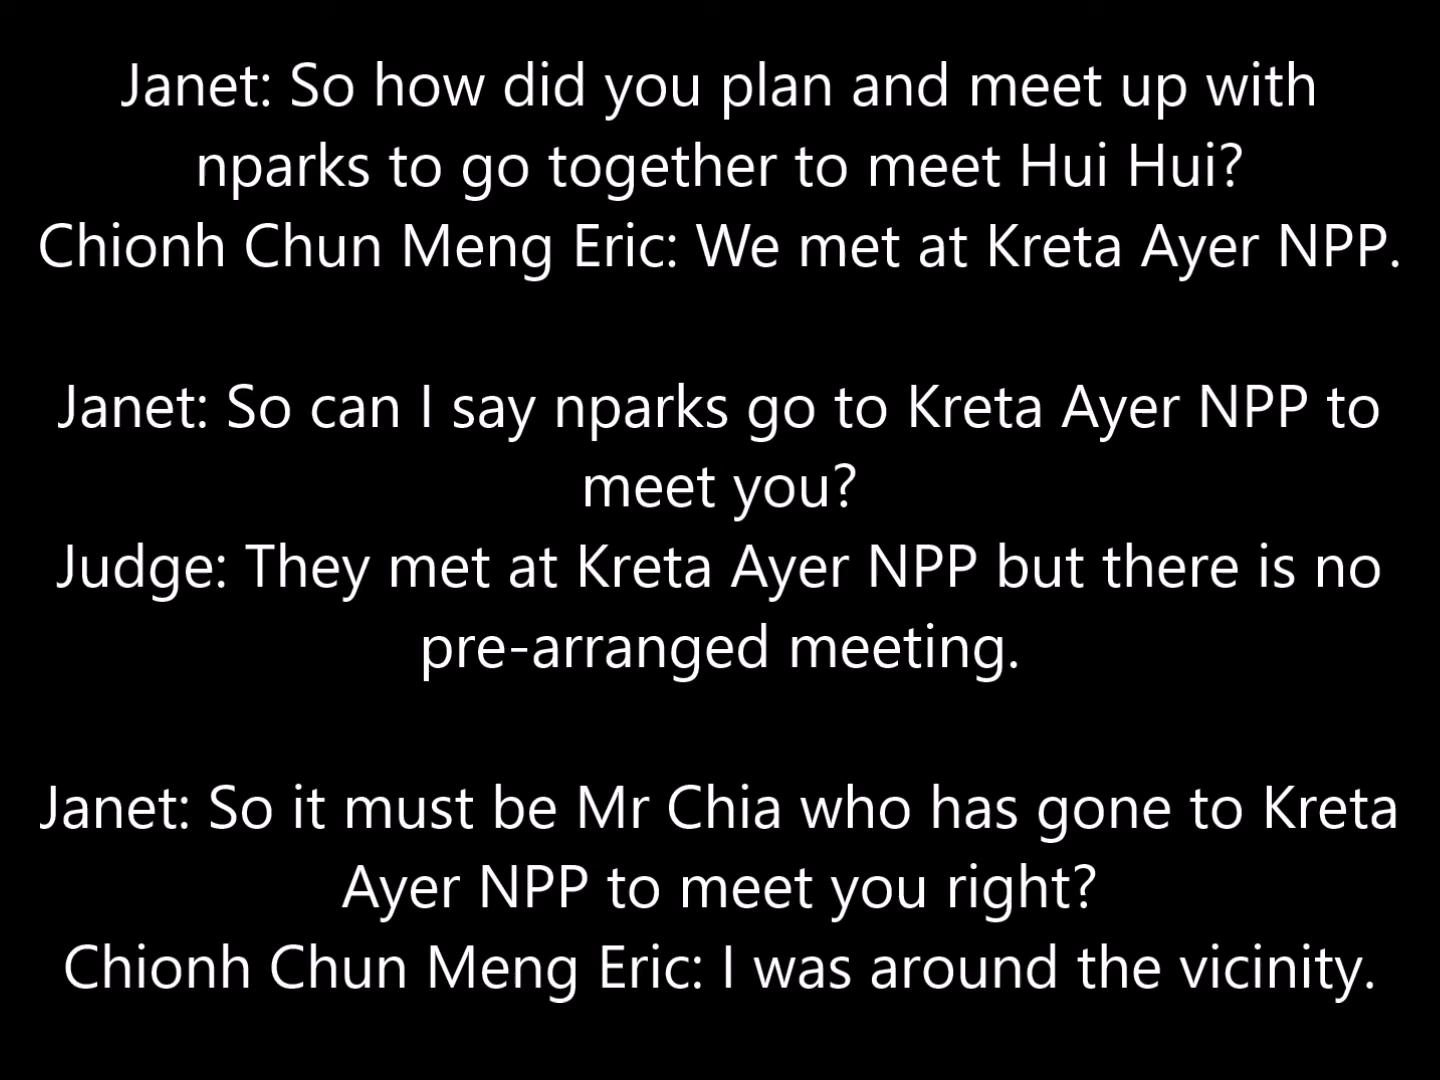 Janet: So how did you plan and meet up with
nparks to go together to meet Hui Hui?
Chionh Chun Meng Eric: We met at Kreta Ayer NPP.
Janet: So can I say nparks go to Kreta Ayer NPP to
meet you?
Judge: They met at Kreta Ayer NPP but there is no
pre-arranged meeting.
Janet: So it must be Mr Chia who has gone to Kreta
Ayer NPP to meet you right?
Chionh Chun Meng Eric: I was around the vicinity.